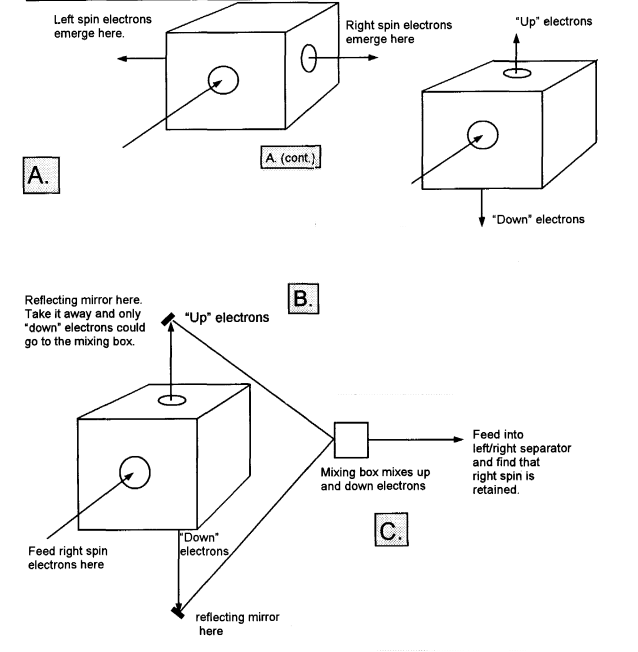 Left spin electrons
emerge here.
Right spin electrons
emerge here
"Up" electrons
A.
A. (cont.)
"Down" electrons
B.
Reflecting mirror here.
Take it away and only
"down" electrons could
go to the mixing box.
"Up" electrons
Feed into
left/right separator
and find that
right spin is
retained.
Mixing box mixes up
and down electrons
C.
"Down"
electrons
Feed right spin
electrons here
reflecting mirror
here